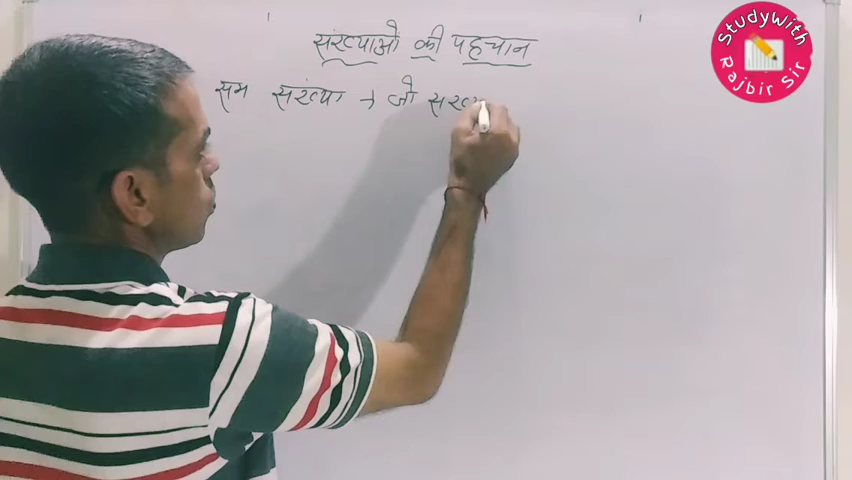 संख्याओं की पहचान
सम संख्या → जो संख्या
StudyWith
Rajbir Sir